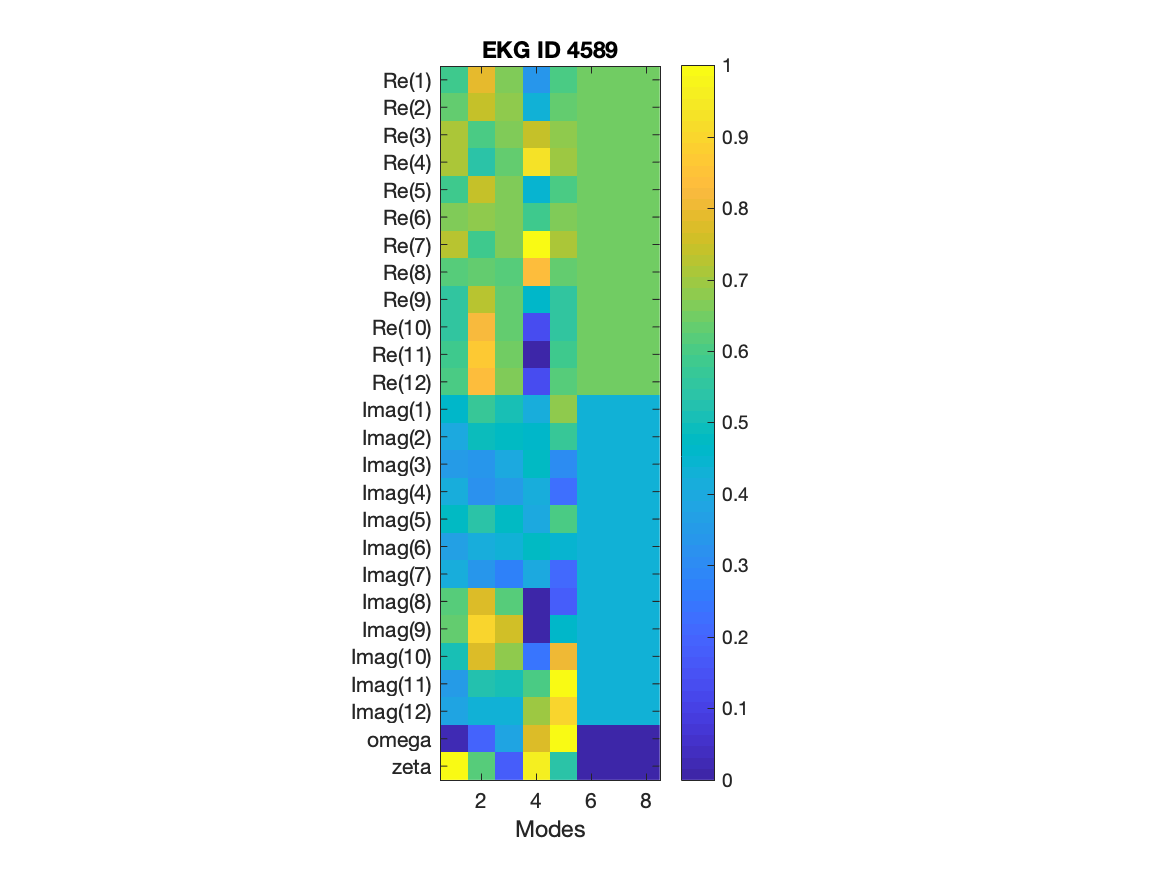 EKG ID 4589
Re(1)
Re(2)
Re(3)
Re(4)
Re(5)
Re(6)
Re(7)
Re(8)
Re(9)
Re(10)
Re(11)
Re(12)
Imag(1)
Imag(2)
Imag(3)
Imag(4)
Imag(5)
Imag(6)
Imag(7)
Imag(8)
Imag(9)
Imag(10)
Imag(11)
Imag(12)
omega
zeta
2 4 6 8
Modes
1
0.9
0.8
0.7
0.6
0.5
0.4
0.3
0.2
0.1
0